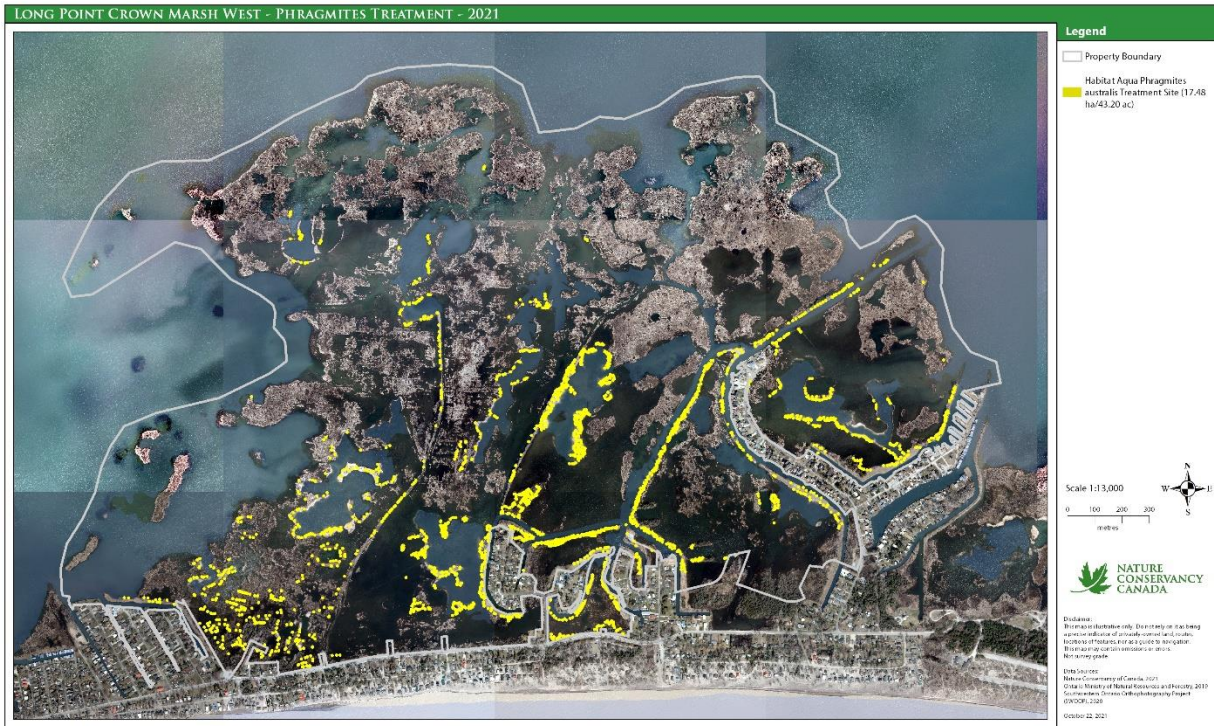 LONG POINT CROWN MARSH WEST - PHRAGMITES TREATMENT - 2021
Legend
Property Boundary
Habitat Aqua Phragmites
australis Treatment Site (17.48
ha/43.20 ac)
Scale 1:13,000
N
W E
S
0 100 200 300
metres
NATURE
CONSERVANCY
CANADA
Disclaimer:
This map is illustrative only. Do not rely on it as being
a precise indicator of privately-owned land, routes,
locations of features, nor as a guide to navigation.
This map may contain omissions or errors.
Not survey grade
Data Sources:
Nature Conservancy of Canada, 2021
Ontario Ministry of Natural Resources and Forestry, 2019
Southwestern Ontario Orthophotography Project
(SWOOP), 2020
October 22, 2021